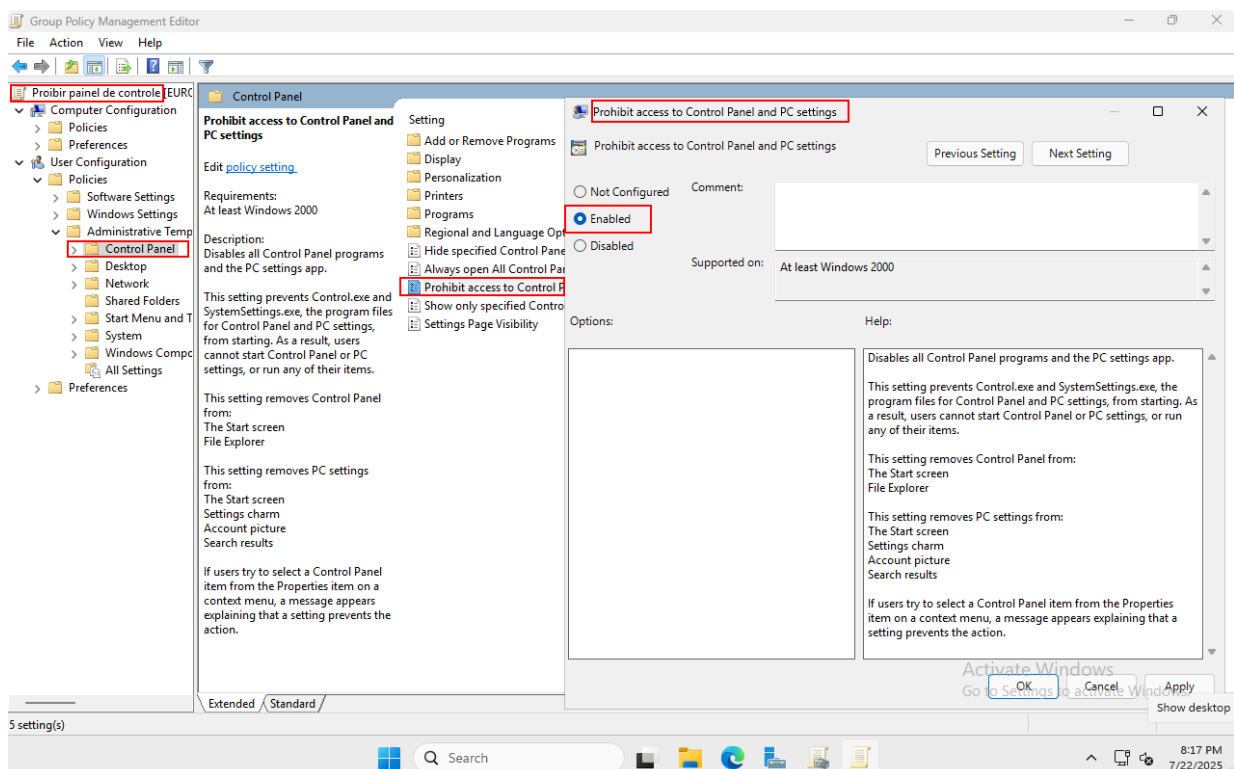 Group Policy Management Editor
File Action View Help
Proibir painel de controle [EURC
Computer Configuration
Policies
Preferences
User Configuration
Policies
Software Settings
Windows Settings
Administrative Temp
Control Panel
Desktop
Network
Shared Folders
Start Menu and T
System
Windows Compo
All Settings
Preferences
Control Panel
Prohibit access to Control Panel and
PC settings
Edit policy setting
Requirements:
At least Windows 2000
Description:
Disables all Control Panel programs
and the PC settings app.
This setting prevents Control.exe and
SystemSettings.exe, the program files
for Control Panel and PC settings,
from starting. As a result, users
cannot start Control Panel or PC
settings, or run any of their items.
This setting removes Control Panel
from:
The Start screen
File Explorer
This setting removes PC settings
from:
The Start screen
Settings charm
Account picture
Search results
If users try to select a Control Panel
item from the Properties item on a
context menu, a message appears
explaining that a setting prevents the
action.
Setting
Add or Remove Programs
Display
Personalization
Printers
Programs
Regional and Language Opt
Hide specified Control Pane
Always open All Control Pan
Prohibit access to Control P
Show only specified Contro
Settings Page Visibility
Extended Standard
Prohibit access to Control Panel and PC settings
Prohibit access to Control Panel and PC settings
Previous Setting Next Setting
Not Configured
Enabled
Disabled
Comment:
Supported on:
At least Windows 2000
Options:
Help:
Disables all Control Panel programs and the PC settings app.
This setting prevents Control.exe and SystemSettings.exe, the
program files for Control Panel and PC settings, from starting. As
a result, users cannot start Control Panel or PC settings, or run
any of their items.
This setting removes Control Panel from:
The Start screen
File Explorer
This setting removes PC settings from:
The Start screen
Settings charm
Account picture
Search results
If users try to select a Control Panel item from the Properties
item on a context menu, a message appears explaining that a
setting prevents the action.
Activate Windows
Go to Settings to activate Windows.
OK Cancel Apply
Show desktop
5 setting(s)
Search
8:17 PM
7/22/2025